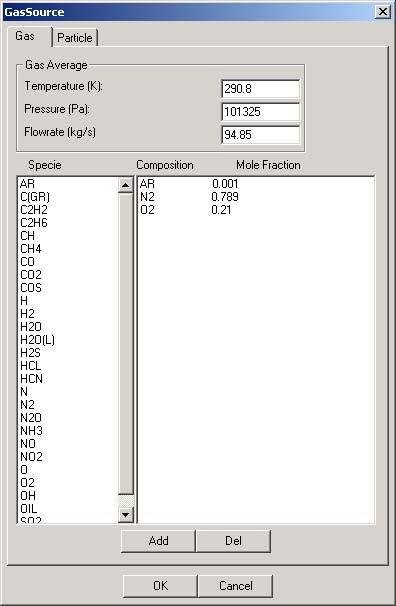 GasSource
Gas Particle
Gas Average
Temperature (K): 290.8
Pressure (Pa): 101325
Flowrate (kg/s) 94.85
Specie Composition Mole Fraction
AR AR 0.001
C(GR) N2 0.789
C2H2 O2 0.21
C2H6
CH
CH4
CO
CO2
COS
H
H2
H2O
H2O(L)
H2S
HCL
HCN
N
N2
N2O
NH3
NO
NO2
O
O2
OH
OIL
SO2
Add Del
OK Cancel